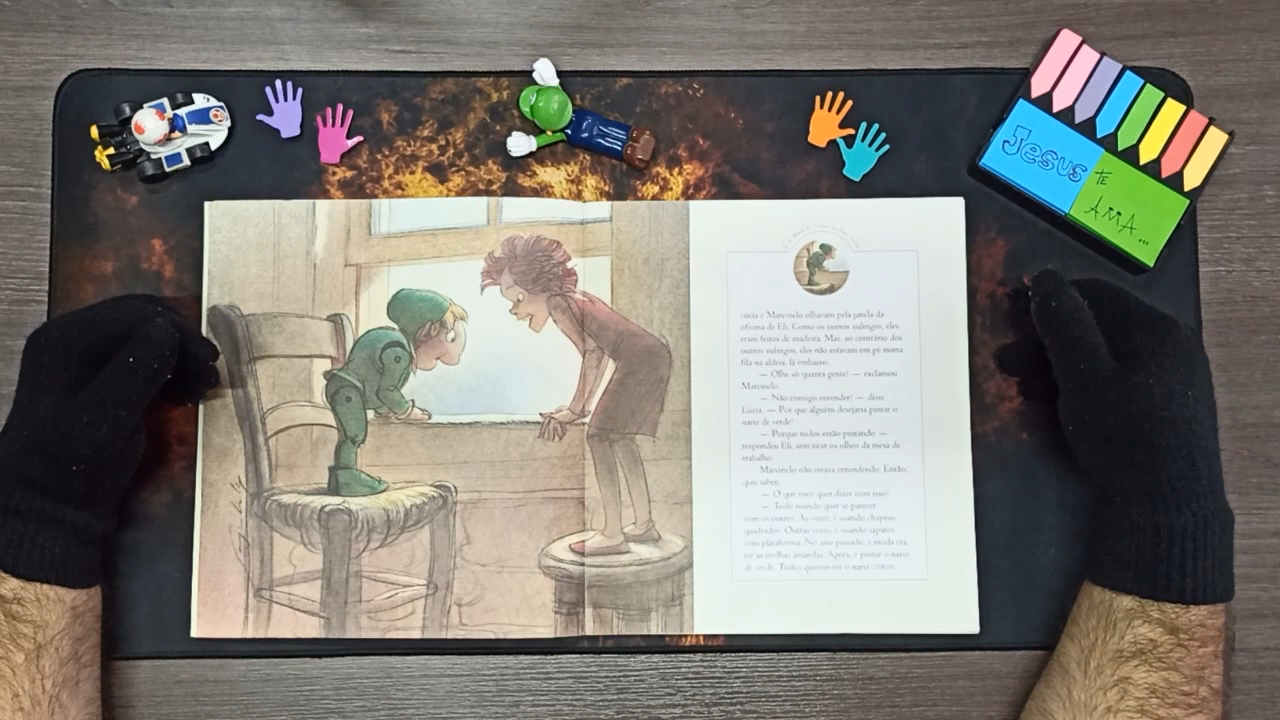 Jesus
TE
AMA...
Lúcia e Marcinelo olhavam pela janela da
oficina de Eli. Como os outros xulingos, eles
eram feitos de madeira. Mas, ao contrário dos
outros xulingos, eles não estavam em pé numa
fila na aldeia, lá embaixo.
— Olhe só quanta gente! — exclamou
Marcinelo.
— Não consigo entender! — disse
Lúcia. — Por que alguém desejaria pintar o
nariz de verde?
— Porque todos estão pintando —
respondeu Eli, sem tirar os olhos da mesa de
trabalho.
Marcinelo não estava entendendo. Então,
quis saber:
— O que você quer dizer com isso?
— Todo mundo quer se parecer
com os outros. Às vezes, é usando chapéus
quadrados. Outras vezes, é usando sapatos
com plataforma. No ano passado, a moda era
ter as orelhas amarelas. Agora, é pintar o nariz
de verde. Todos querem ter o nariz